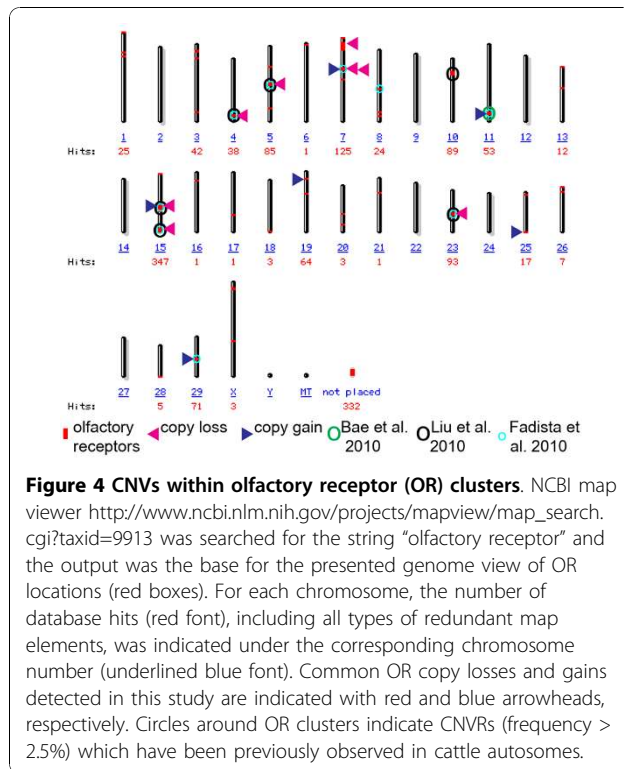 1 2 3 4 5 6 7 8 9 10 11 12 13
Hits: 25 42 38 85 1 125 24 89 53 12
14 15 16 17 18 19 20 21 22 23 24 25 26
Hits: 347 1 1 3 64 3 1 93 17 7
27 28 29 X Y MT not placed
Hits: 5 71 3 332
olfactory receptors copy loss copy gain Bae et al. 2010 Liu et al. 2010 Fadista et al. 2010
Figure 4 CNVs within olfactory receptor (OR) clusters. NCBI map
viewer http://www.ncbi.nlm.nih.gov/projects/mapview/map_search.
cgi?taxid=9913 was searched for the string "olfactory receptor" and
the output was the base for the presented genome view of OR
locations (red boxes). For each chromosome, the number of
database hits (red font), including all types of redundant map
elements, was indicated under the corresponding chromosome
number (underlined blue font). Common OR copy losses and gains
detected in this study are indicated with red and blue arrowheads,
respectively. Circles around OR clusters indicate CNVRs (frequency >
2.5%) which have been previously observed in cattle autosomes.